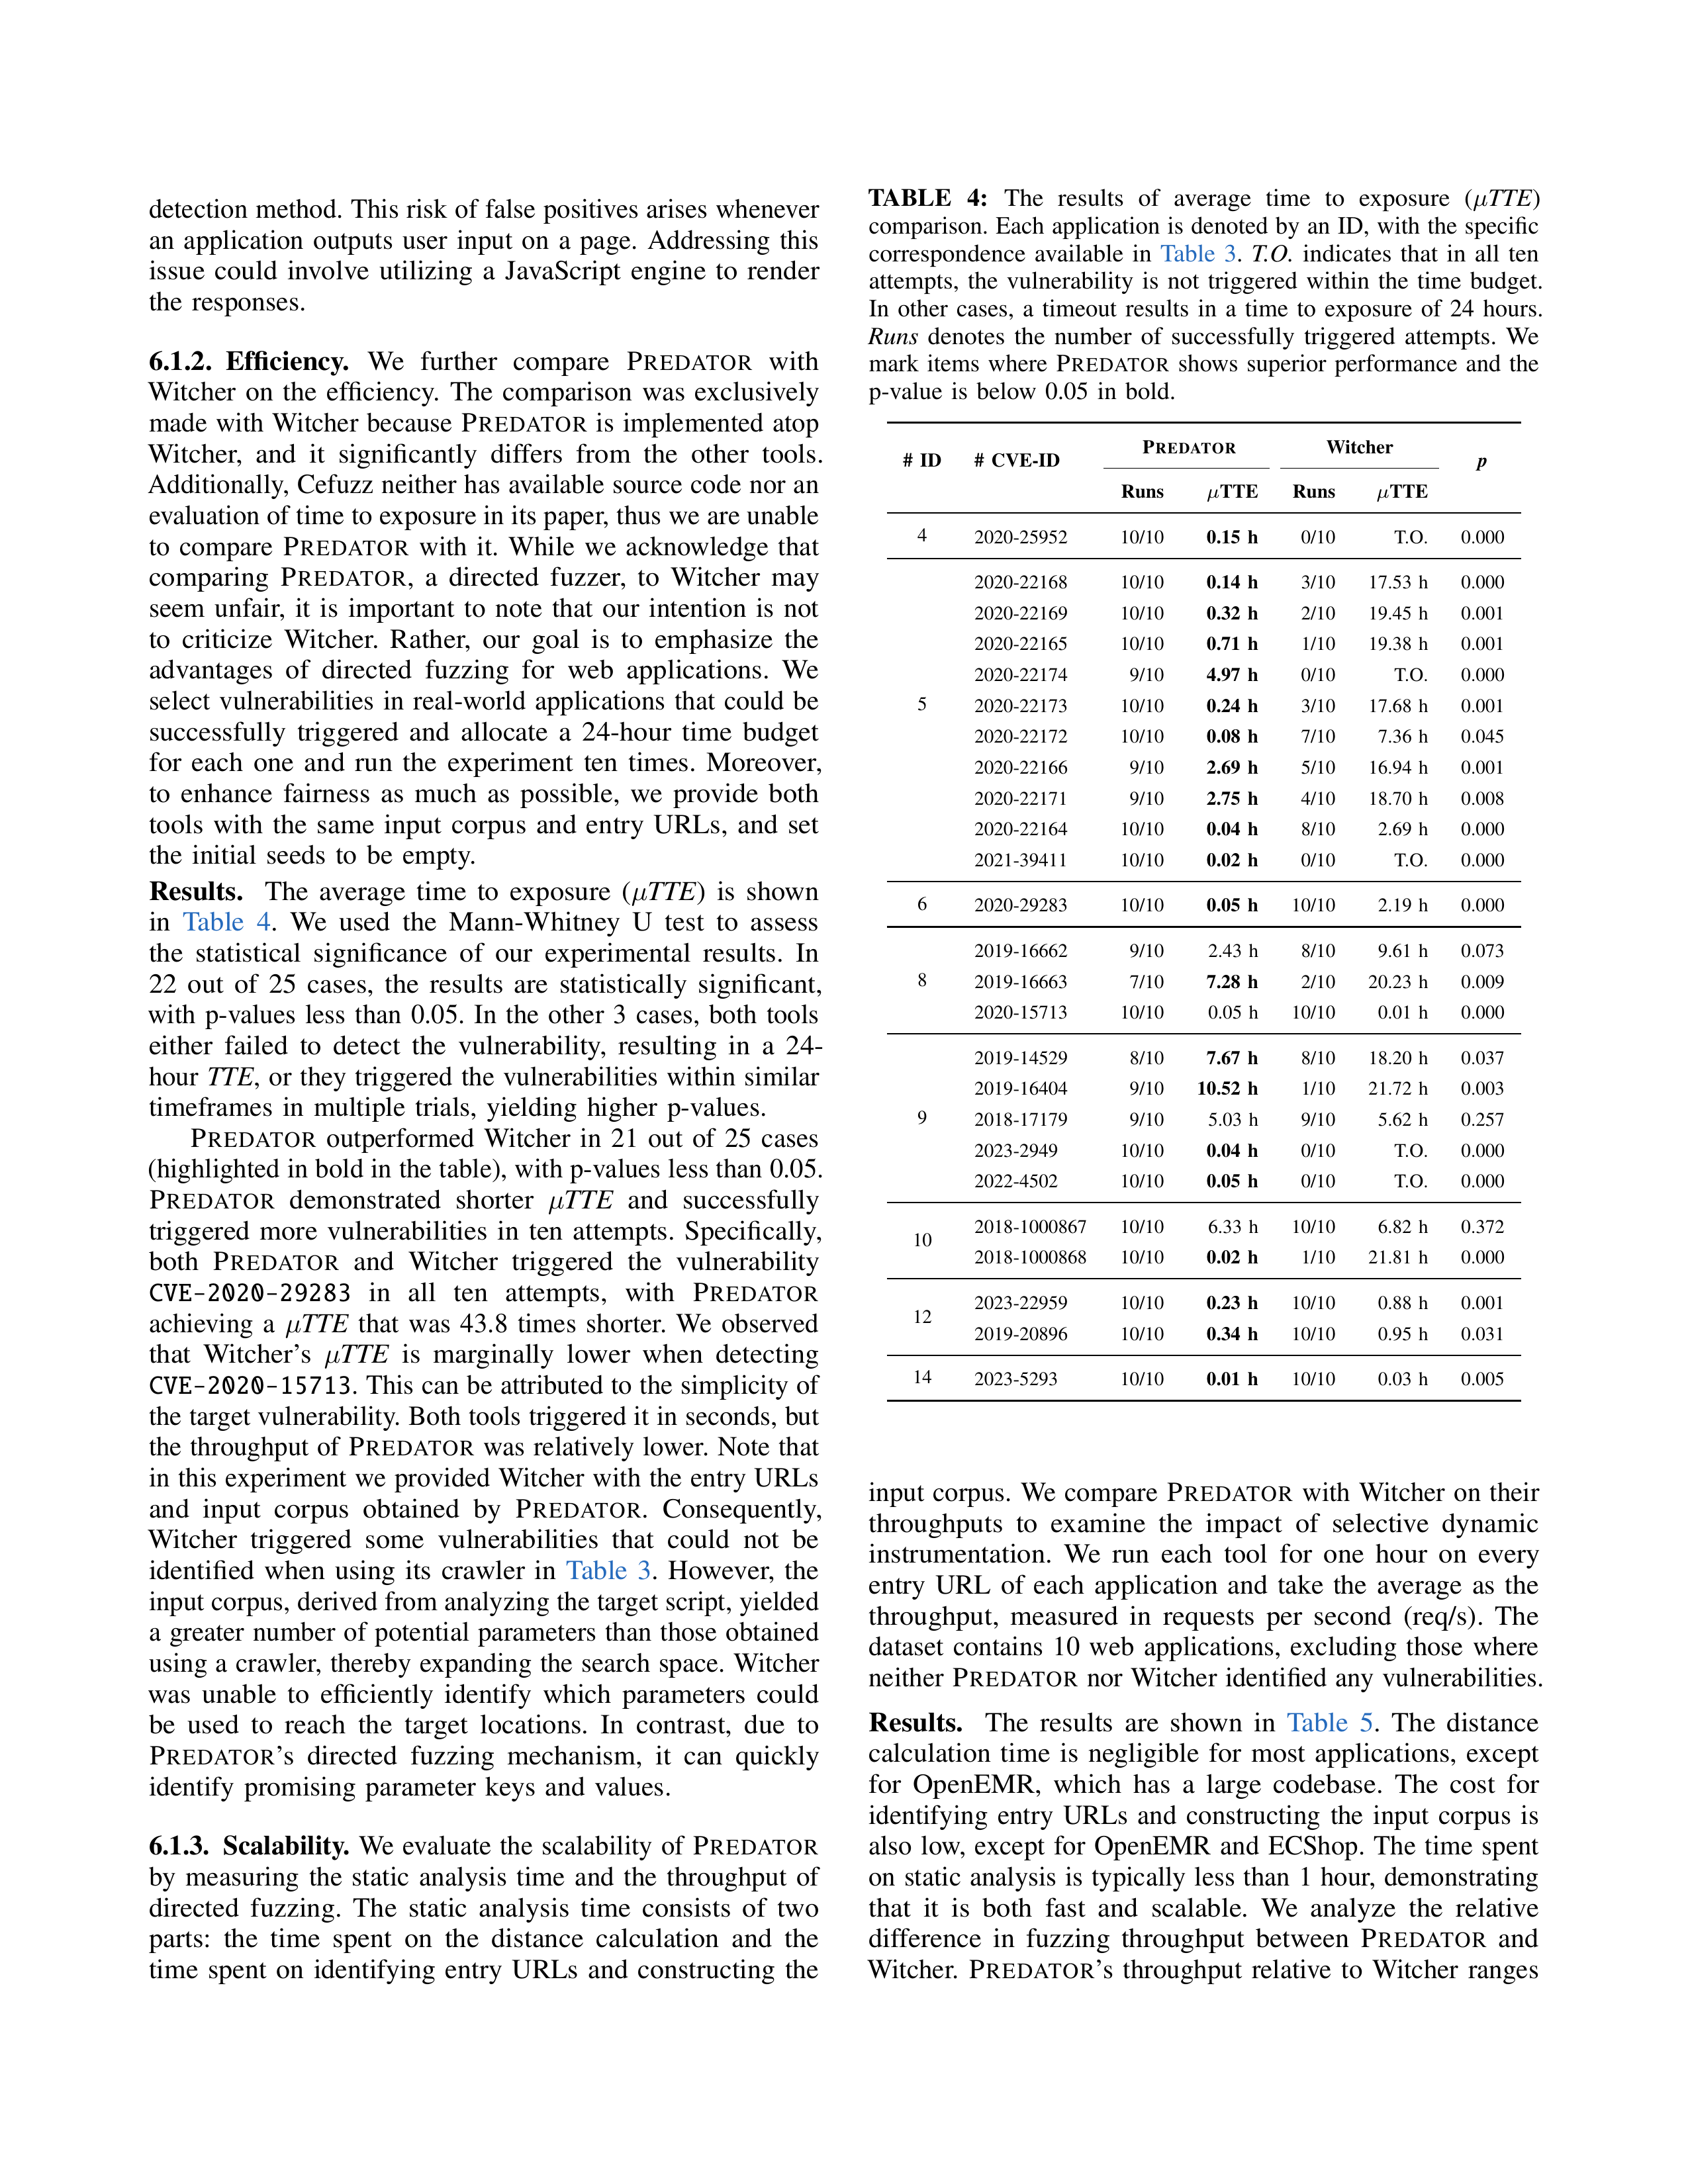 detection method. This risk of false positives arises whenever
an application outputs user input on a page. Addressing this
issue could involve utilizing a JavaScript engine to render
the responses.
6.1.2. Efficiency. We further compare PREDATOR with
Witcher on the efficiency. The comparison was exclusively
made with Witcher because PREDATOR is implemented atop
Witcher, and it significantly differs from the other tools.
Additionally, Cefuzz neither has available source code nor an
evaluation of time to exposure in its paper, thus we are unable
to compare PREDATOR with it. While we acknowledge that
comparing PREDATOR, a directed fuzzer, to Witcher may
seem unfair, it is important to note that our intention is not
to criticize Witcher. Rather, our goal is to emphasize the
advantages of directed fuzzing for web applications. We
select vulnerabilities in real-world applications that could be
successfully triggered and allocate a 24-hour time budget
for each one and run the experiment ten times. Moreover,
to enhance fairness as much as possible, we provide both
tools with the same input corpus and entry URLs, and set
the initial seeds to be empty.
Results. The average time to exposure (μTTE) is shown
in Table 4. We used the Mann-Whitney U test to assess
the statistical significance of our experimental results. In
22 out of 25 cases, the results are statistically significant,
with p-values less than 0.05. In the other 3 cases, both tools
either failed to detect the vulnerability, resulting in a 24-
hour TTE, or they triggered the vulnerabilities within similar
timeframes in multiple trials, yielding higher p-values.
PREDATOR outperformed Witcher in 21 out of 25 cases
(highlighted in bold in the table), with p-values less than 0.05.
PREDATOR demonstrated shorter μTTE and successfully
triggered more vulnerabilities in ten attempts. Specifically,
both PREDATOR and Witcher triggered the vulnerability
CVE-2020-29283 in all ten attempts, with PREDATOR
achieving a μTTE that was 43.8 times shorter. We observed
that Witcher's μTTE is marginally lower when detecting
CVE-2020-15713. This can be attributed to the simplicity of
the target vulnerability. Both tools triggered it in seconds, but
the throughput of PREDATOR was relatively lower. Note that
in this experiment we provided Witcher with the entry URLs
and input corpus obtained by PREDATOR. Consequently,
Witcher triggered some vulnerabilities that could not be
identified when using its crawler in Table 3. However, the
input corpus, derived from analyzing the target script, yielded
a greater number of potential parameters than those obtained
using a crawler, thereby expanding the search space. Witcher
was unable to efficiently identify which parameters could
be used to reach the target locations. In contrast, due to
PREDATOR's directed fuzzing mechanism, it can quickly
identify promising parameter keys and values.
6.1.3. Scalability. We evaluate the scalability of PREDATOR
by measuring the static analysis time and the throughput of
directed fuzzing. The static analysis time consists of two
parts: the time spent on the distance calculation and the
time spent on identifying entry URLs and constructing the
TABLE 4: The results of average time to exposure (μTTE)
comparison. Each application is denoted by an ID, with the specific
correspondence available in Table 3. T.O. indicates that in all ten
attempts, the vulnerability is not triggered within the time budget.
In other cases, a timeout results in a time to exposure of 24 hours.
Runs denotes the number of successfully triggered attempts. We
mark items where PREDATOR shows superior performance and the
p-value is below 0.05 in bold.
# ID # CVE-ID PREDATOR Witcher p
Runs μTTE Runs μTTE
4 2020-25952 10/10 0.15 h 0/10 T.O. 0.000
2020-22168 10/10 0.14 h 3/10 17.53 h 0.000
2020-22169 10/10 0.32 h 2/10 19.45 h 0.001
2020-22165 10/10 0.71 h 1/10 19.38 h 0.001
2020-22174 9/10 4.97 h 0/10 T.O. 0.000
5 2020-22173 10/10 0.24 h 3/10 17.68 h 0.001
2020-22172 10/10 0.08 h 7/10 7.36 h 0.045
2020-22166 9/10 2.69 h 5/10 16.94 h 0.001
2020-22171 9/10 2.75 h 4/10 18.70 h 0.008
2020-22164 10/10 0.04 h 8/10 2.69 h 0.000
2021-39411 10/10 0.02 h 0/10 T.O. 0.000
6 2020-29283 10/10 0.05 h 10/10 2.19 h 0.000
2019-16662 9/10 2.43 h 8/10 9.61 h 0.073
8 2019-16663 7/10 7.28 h 2/10 20.23 h 0.009
2020-15713 10/10 0.05 h 10/10 0.01 h 0.000
2019-14529 8/10 7.67 h 8/10 18.20 h 0.037
2019-16404 9/10 10.52 h 1/10 21.72 h 0.003
9 2018-17179 9/10 5.03 h 9/10 5.62 h 0.257
2023-2949 10/10 0.04 h 0/10 T.O. 0.000
2022-4502 10/10 0.05 h 0/10 T.O. 0.000
10 2018-1000867 10/10 6.33 h 10/10 6.82 h 0.372
2018-1000868 10/10 0.02 h 1/10 21.81 h 0.000
12 2023-22959 10/10 0.23 h 10/10 0.88 h 0.001
2019-20896 10/10 0.34 h 10/10 0.95 h 0.031
14 2023-5293 10/10 0.01 h 10/10 0.03 h 0.005
input corpus. We compare PREDATOR with Witcher on their
throughputs to examine the impact of selective dynamic
instrumentation. We run each tool for one hour on every
entry URL of each application and take the average as the
throughput, measured in requests per second (req/s). The
dataset contains 10 web applications, excluding those where
neither PREDATOR nor Witcher identified any vulnerabilities.
Results. The results are shown in Table 5. The distance
calculation time is negligible for most applications, except
for OpenEMR, which has a large codebase. The cost for
identifying entry URLs and constructing the input corpus is
also low, except for OpenEMR and ECShop. The time spent
on static analysis is typically less than 1 hour, demonstrating
that it is both fast and scalable. We analyze the relative
difference in fuzzing throughput between PREDATOR and
Witcher. PREDATOR's throughput relative to Witcher ranges